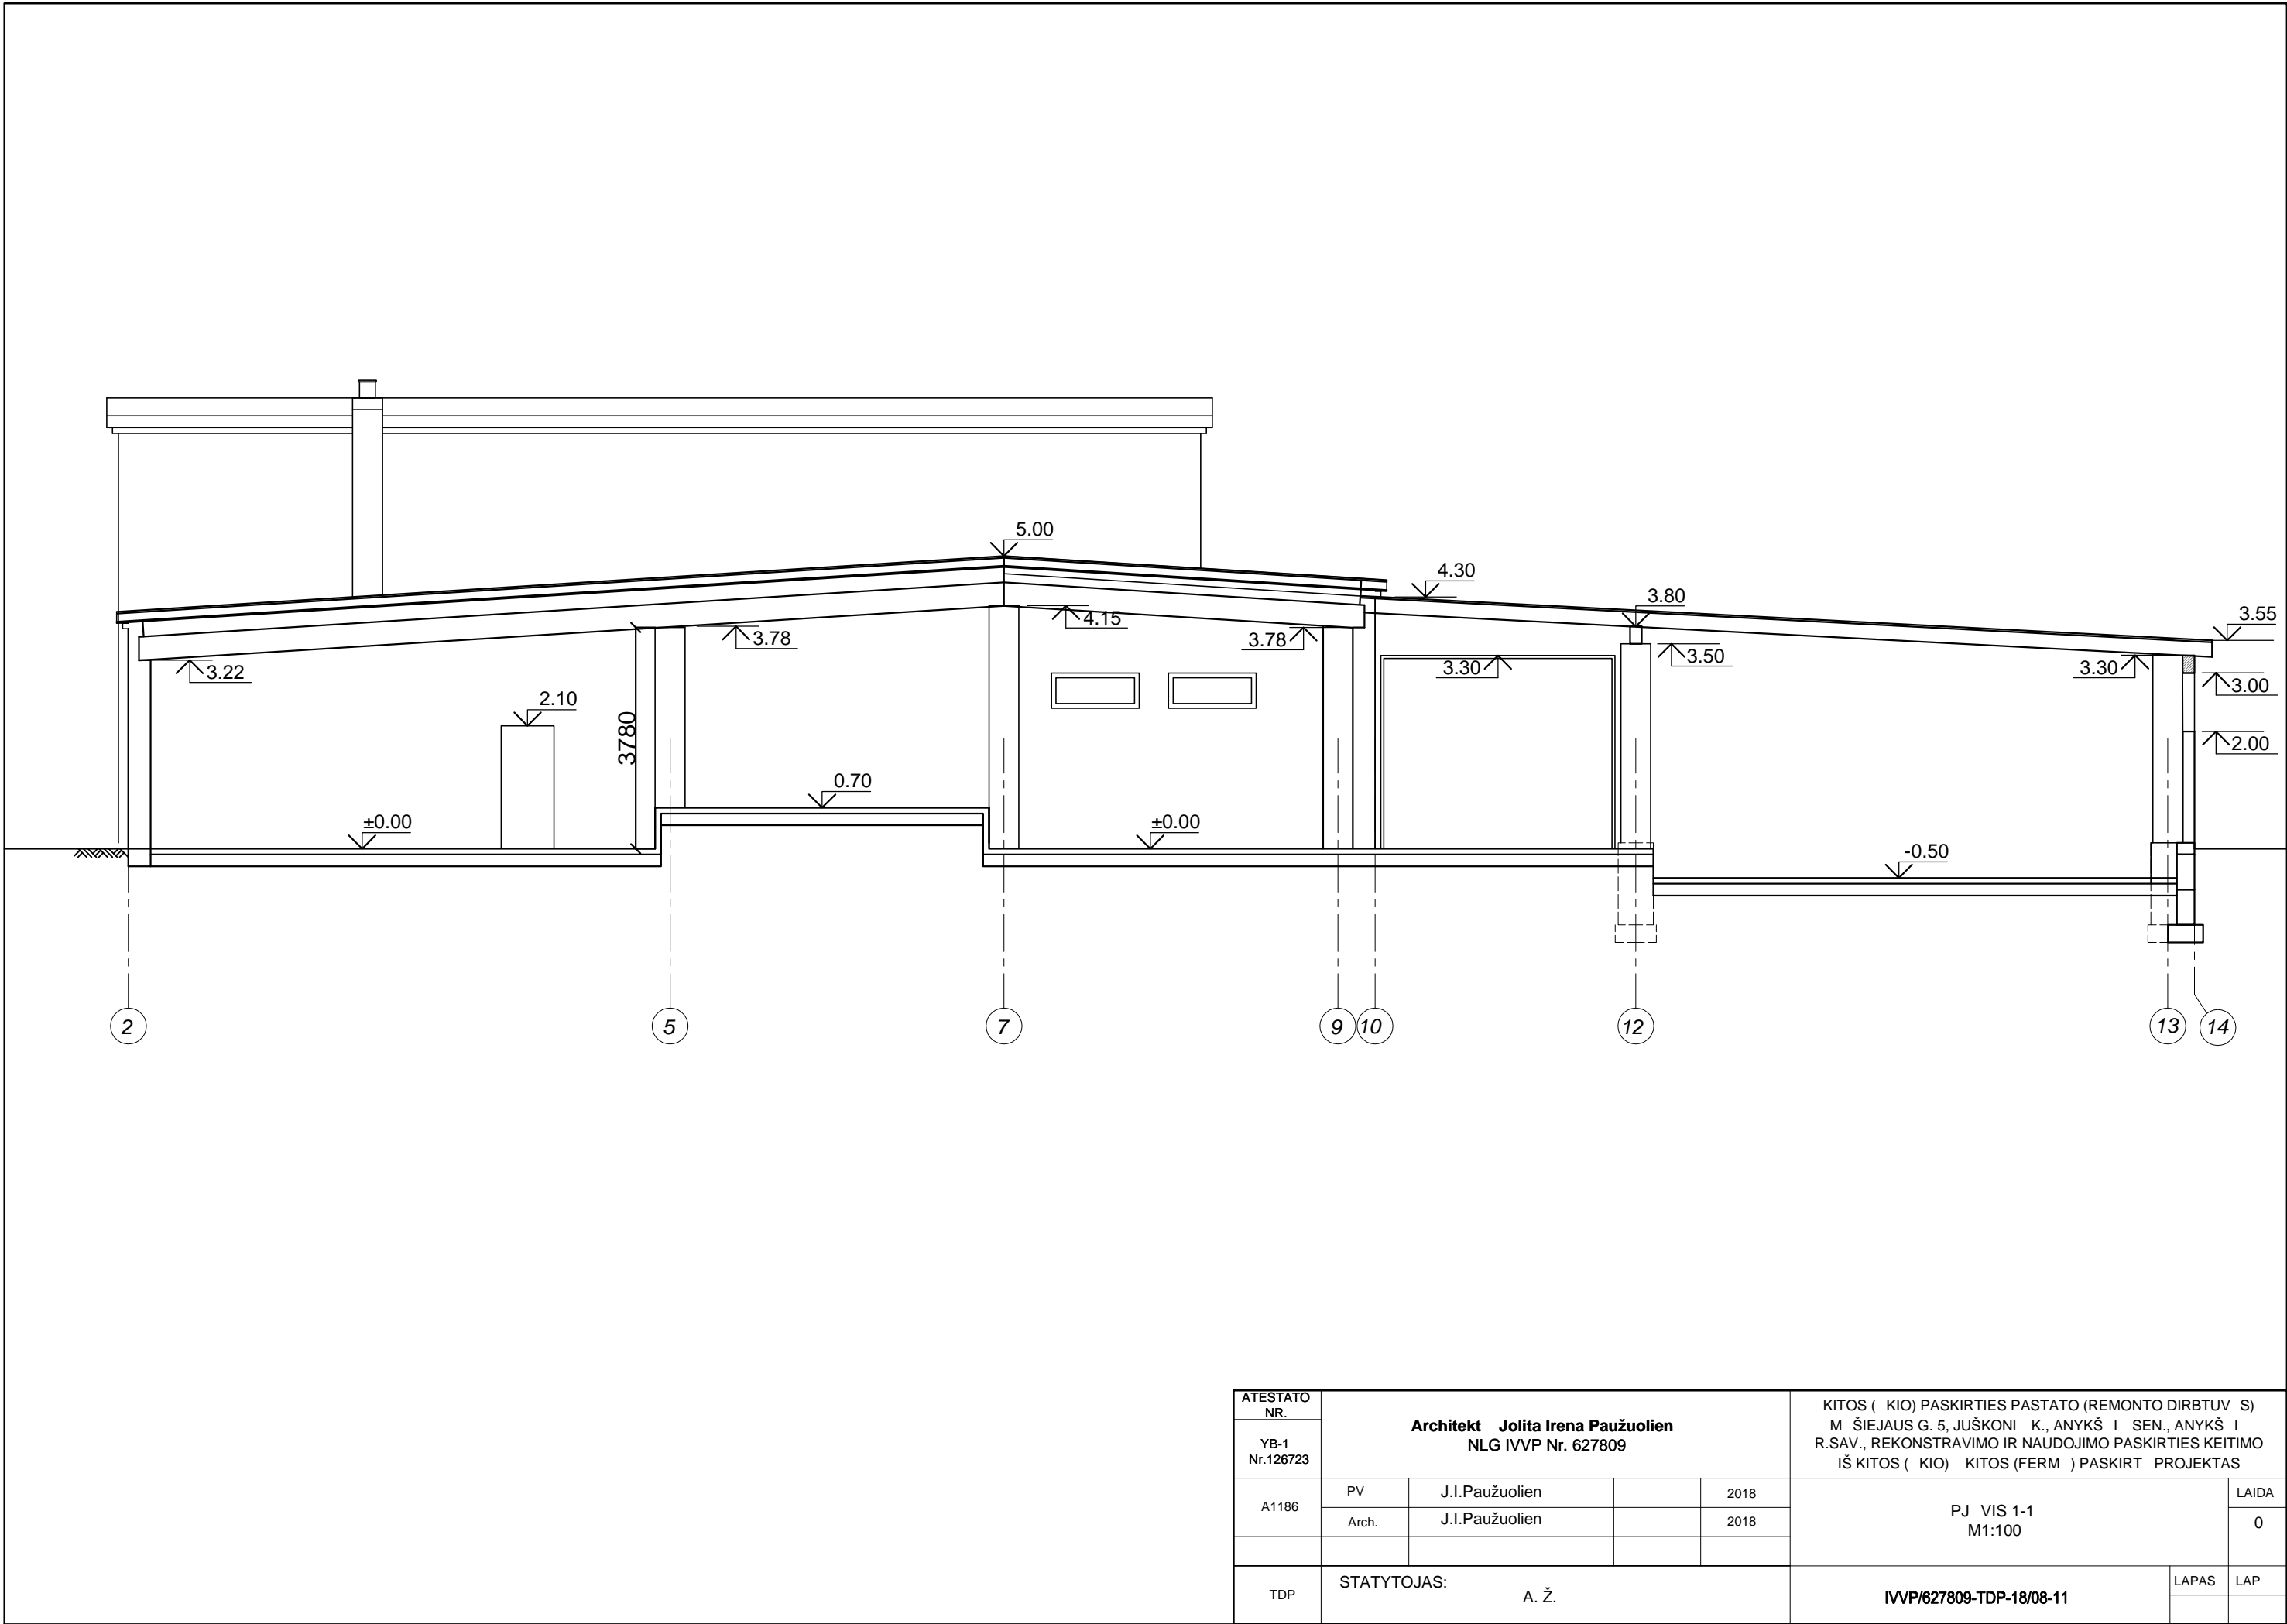 5.00
4.30
3.80
3.55
4.15
3.78
3.78
3.50
3.30
3.30
3.22
3.00
2.10
3780
2.00
0.70
±0.00
±0.00
-0.50
2
5
7
9
10
12
13
14
ATESTATO
NR.
YB-1
Nr.126723
Architekt Jolita Irena Paužuolien
NLG IVVP Nr. 627809
KITOS ( KIO) PASKIRTIES PASTATO (REMONTO DIRBTUV S)
M ŠIEJAUS G. 5, JUŠKONI K., ANYKŠ I SEN., ANYKŠ I
R.SAV., REKONSTRAVIMO IR NAUDOJIMO PASKIRTIES KEITIMO
IŠ KITOS ( KIO) KITOS (FERM ) PASKIRT PROJEKTAS
A1186
PV J.I.Paužuolien 2018
Arch. J.I.Paužuolien 2018
PJ VIS 1-1
M1:100
LAIDA
0
TDP
STATYTOJAS:
A. Ž.
IVVP/627809-TDP-18/08-11
LAPAS LAP